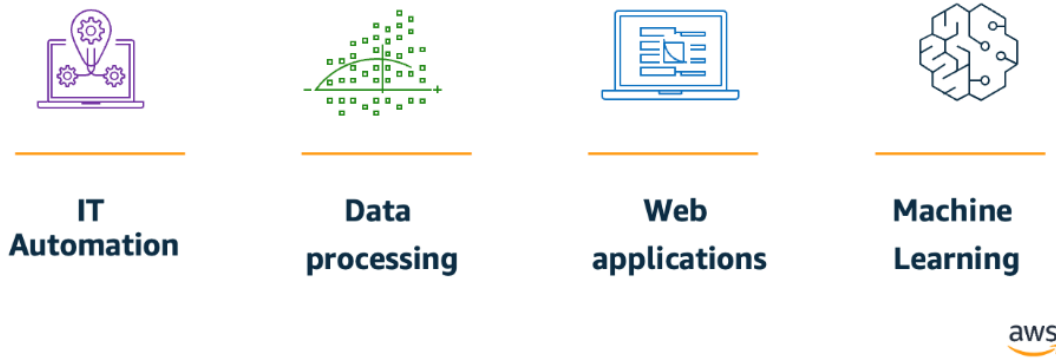 IT
Automation
Data
processing
Web
applications
Machine
Learning
aws